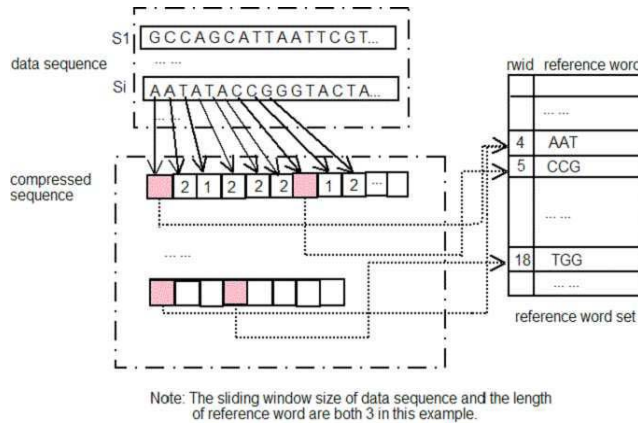 S1 GCCAGCATTAATTCGT...
data sequence
... ...
Si AATATACCGGGTACTA...
... ...
rwid reference word
... ...
4 AAT
5 CCG
... ...
18 TGG
... ...
reference word set
compressed sequence
2 1 2 2 2 1 2 ...
... ...
Note: The sliding window size of data sequence and the length
of reference word are both 3 in this example.